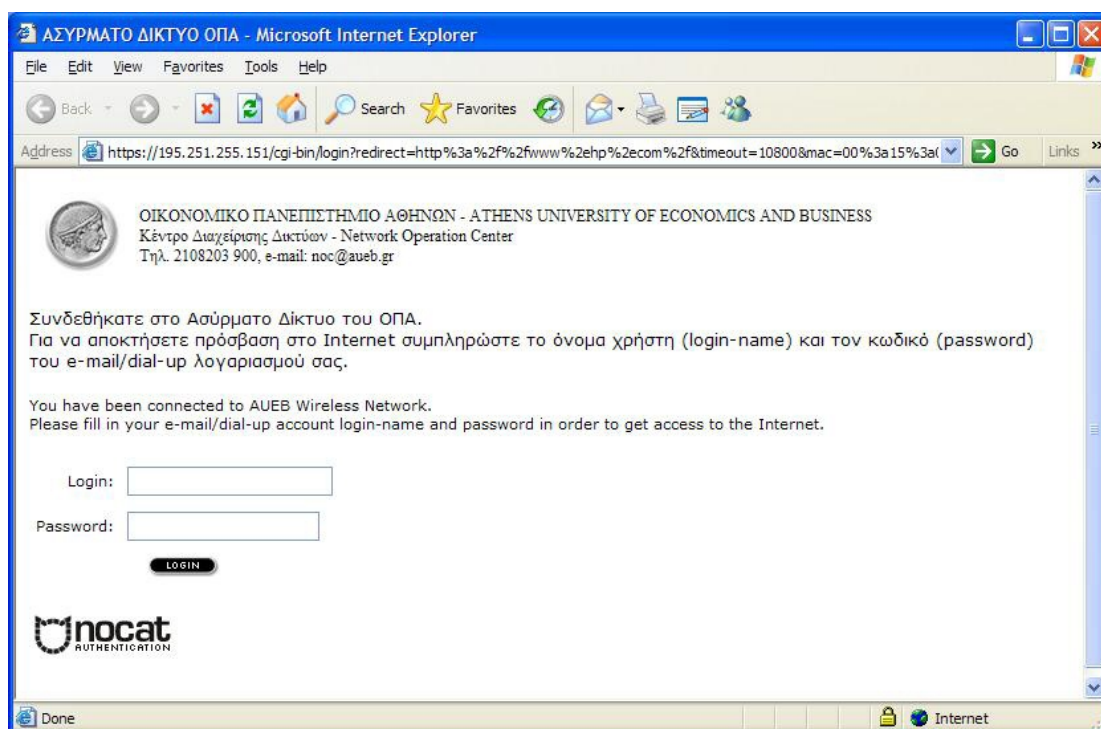 ΑΣΥΡΜΑΤΟ ΔΙΚΤΥΟ ΟΠΑ - Microsoft Internet Explorer
File Edit View Favorites Tools Help
Back Search Favorites
Address https://195.251.255.151/cgi-bin/login?redirect=http%3a%2f%2fwww%2ehp%2ecom%2f&timeout=10800&mac=00%3a15%3a Go Links »
ΟΙΚΟΝΟΜΙΚΟ ΠΑΝΕΠΙΣΤΗΜΙΟ ΑΘΗΝΩΝ - ATHENS UNIVERSITY OF ECONOMICS AND BUSINESS
Κέντρο Διαχείρισης Δικτύων - Network Operation Center
Τηλ. 2108203 900, e-mail: noc@aueb.gr
Συνδεθήκατε στο Ασύρματο Δίκτυο του ΟΠΑ.
Για να αποκτήσετε πρόσβαση στο Internet συμπληρώστε το όνομα χρήστη (login-name) και τον κωδικό (password)
του e-mail/dial-up λογαριασμού σας.
You have been connected to AUEB Wireless Network.
Please fill in your e-mail/dial-up account login-name and password in order to get access to the Internet.
Login:
Password:
LOGIN
nocat
AUTHENTICATION
Done Internet